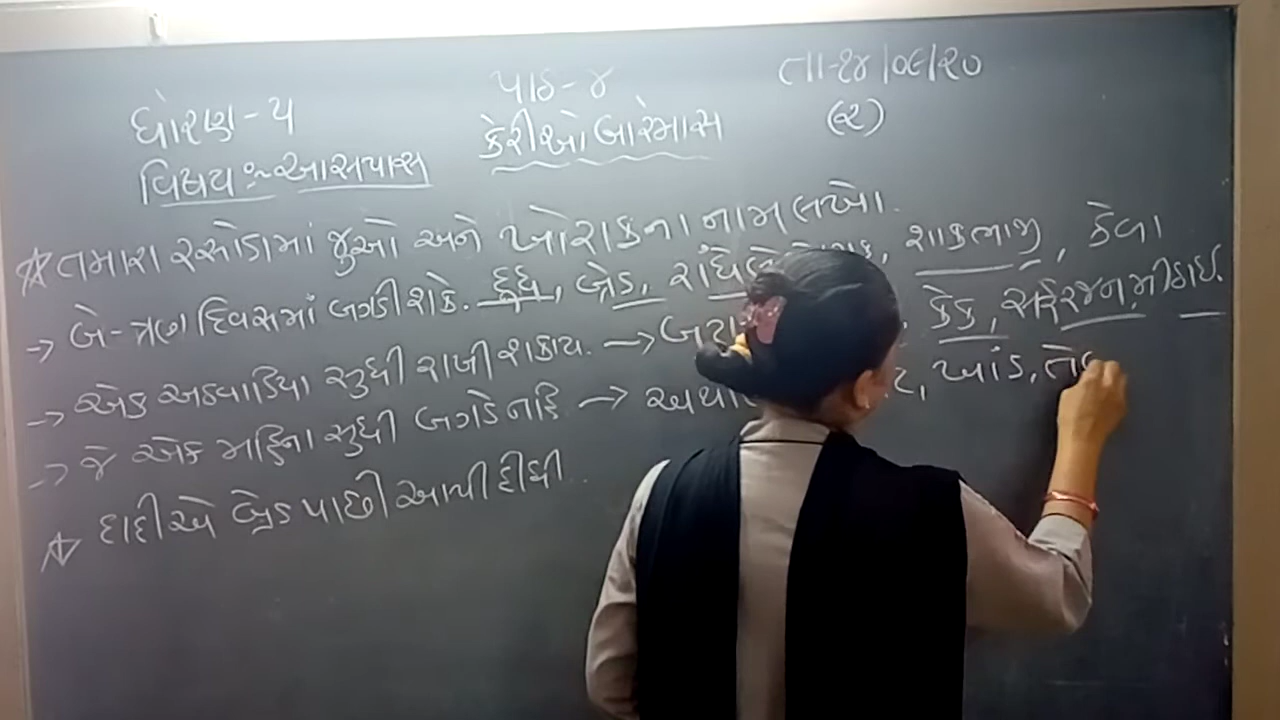 ધોરણ - ૫
પાઠ - ૪
તા - ૨૪/૦૯/૨૦
વિષય :~ આસપાસ
કેરીઓ બારેમાસ
(૨)
☆ તમારા રસોડામાં જુઓ અને ખોરાકના નામ લખો.
→ બે - ત્રણ દિવસમાં બગડી શકે. દૂધ, બ્રેડ, રાંધેલો, શાકભાજી, કેળા
→ એક અઠવાડિયા સુધી રાખી શકાય. → કેક, મીઠાઈ.
→ જે એક મહિના સુધી બગડે નહિ → ખાંડ, તેલ
☆ દાદીએ બ્રેડ પાછી આપી દીધી.